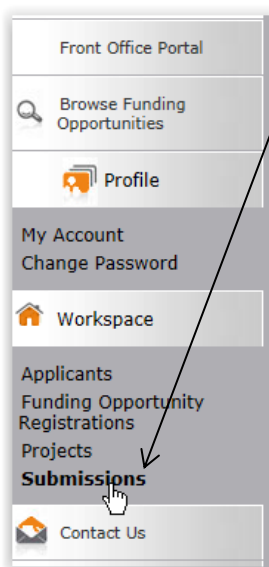 Front Office Portal
Browse Funding
Opportunities
Profile
My Account
Change Password
Workspace
Applicants
Funding Opportunity
Registrations
Projects
Submissions
Contact Us